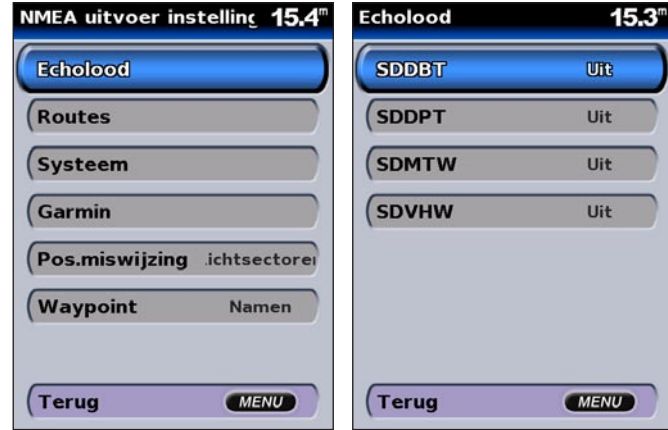 NMEA uitvoer instelling 15.4m
Echolood
Routes
Systeem
Garmin
Pos.miswijzing .ichtsectorer
Waypoint Namen
Terug MENU
Echolood 15.3m
SDDBT Uit
SDDPT Uit
SDMTW Uit
SDVHW Uit
Terug MENU